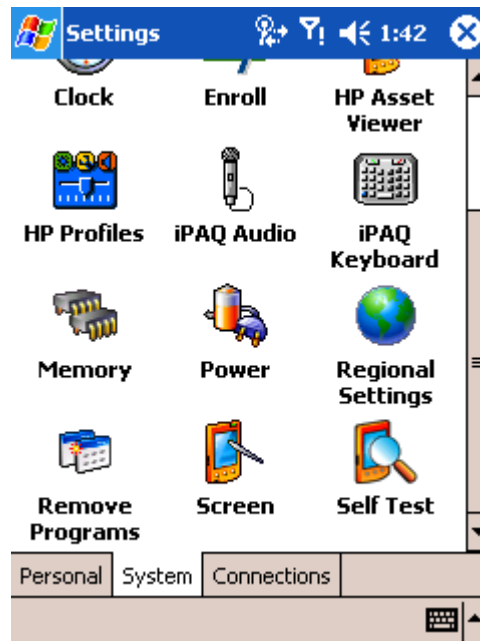 Settings 1:42
Clock Enroll HP Asset
Viewer
HP Profiles iPAQ Audio iPAQ
Keyboard
Memory Power Regional
Settings
Remove Screen Self Test
Programs
Personal System Connections